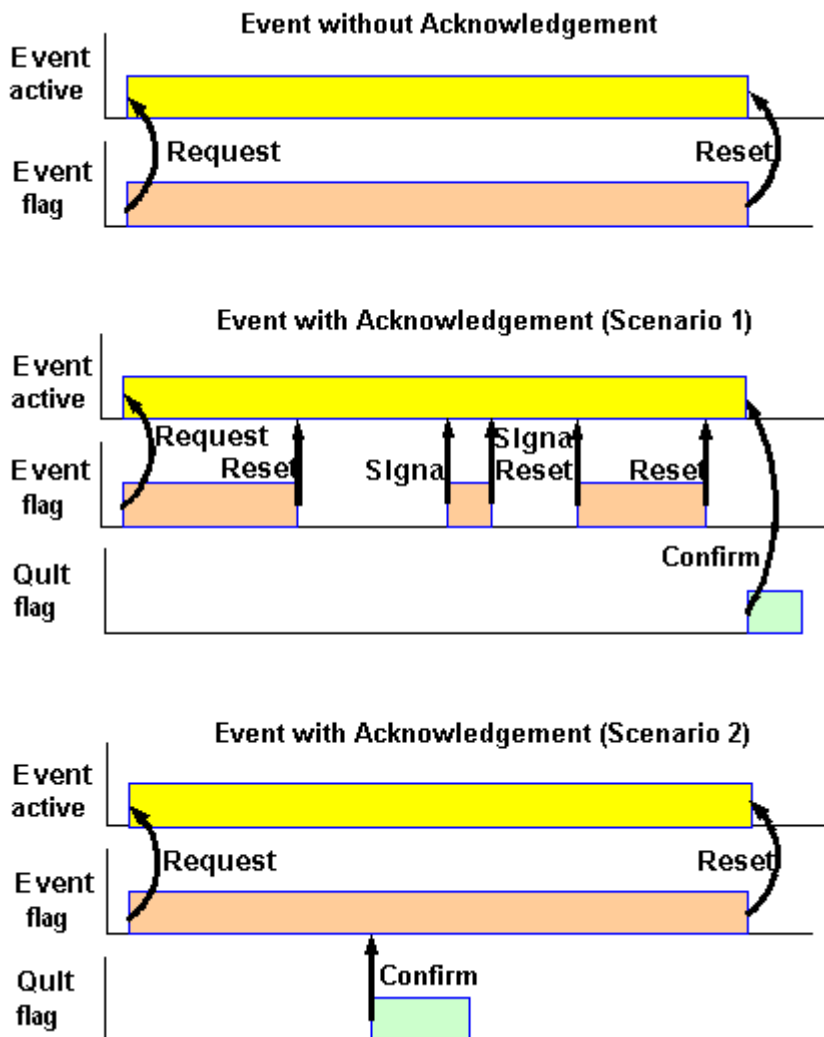 Event without Acknowledgement
Event
active
Request
Reset
Event
flag
Event with Acknowledgement (Scenario 1)
Event
active
Request
SIgna
Reset
SIgna
Reset
Reset
Event
flag
Confirm
QuIt
flag
Event with Acknowledgement (Scenario 2)
Event
active
Request
Reset
Event
flag
Confirm
QuIt
flag